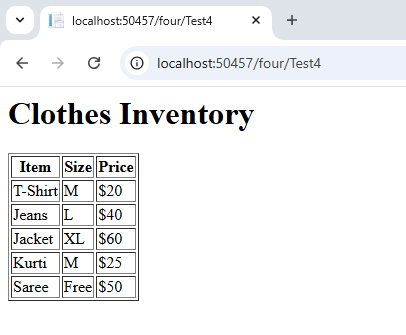 localhost:50457/four/Test4
localhost:50457/four/Test4
Clothes Inventory
Item Size Price
T-Shirt M $20
Jeans L $40
Jacket XL $60
Kurti M $25
Saree Free $50